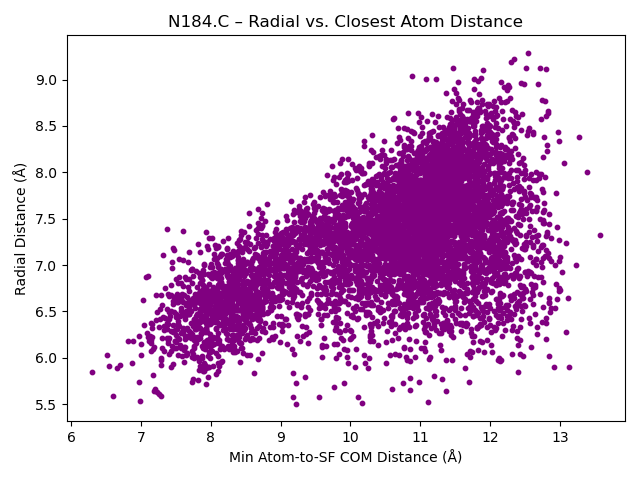 N184.C – Radial vs. Closest Atom Distance
9.0
8.5
8.0
7.5
7.0
6.5
6.0
5.5
Radial Distance (Å)
6 7 8 9 10 11 12 13
Min Atom-to-SF COM Distance (Å)